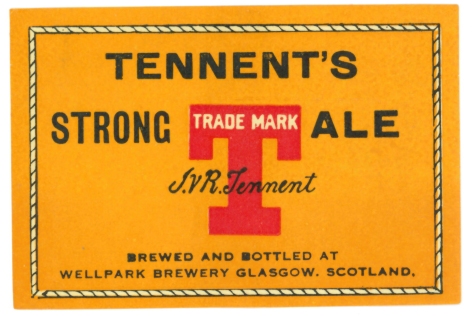 TENNENT'S
STRONG TRADE MARK ALE
T
J.&R. Tennent
BREWED AND BOTTLED AT
WELLPARK BREWERY GLASGOW. SCOTLAND.